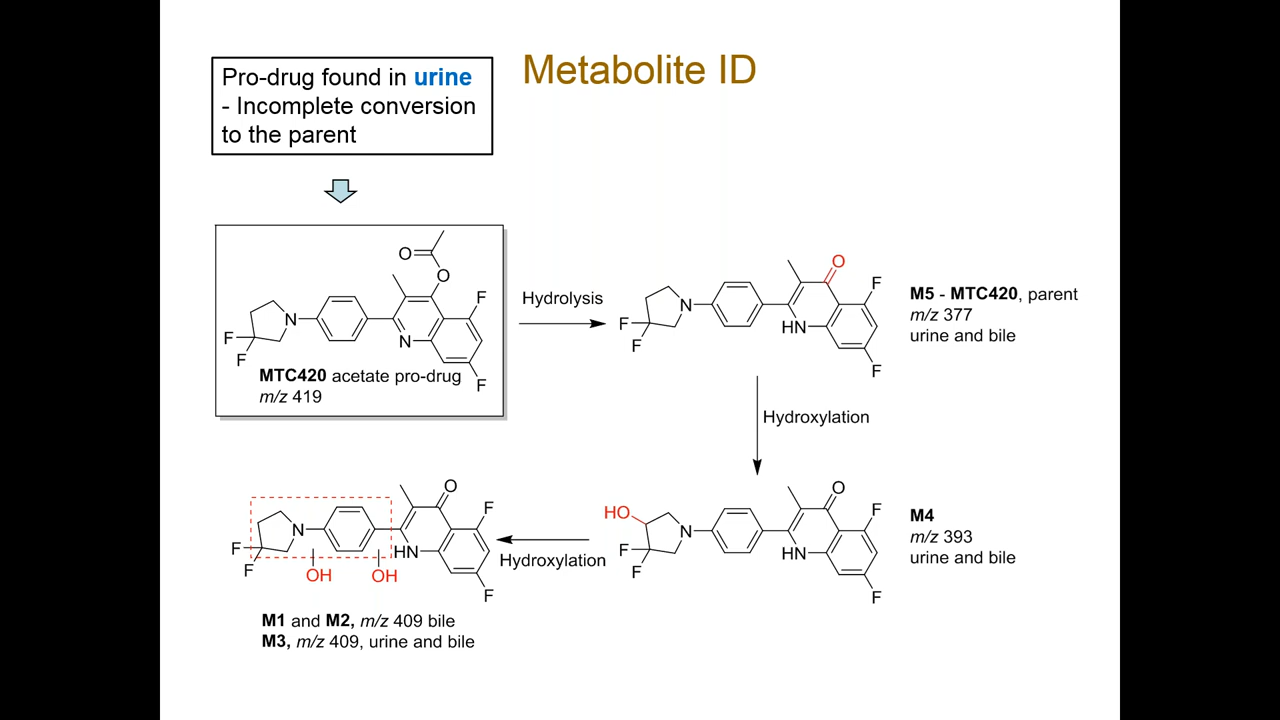 Metabolite ID
Pro-drug found in urine
- Incomplete conversion
to the parent
O
O
N
N
F
F
F
F
MTC420 acetate pro-drug
m/z 419
Hydrolysis
O
N
HN
F
F
F
F
M5 - MTC420, parent
m/z 377
urine and bile
Hydroxylation
HO
O
N
HN
F
F
F
F
M4
m/z 393
urine and bile
Hydroxylation
O
N
HN
F
F
F
F
OH
OH
M1 and M2, m/z 409 bile
M3, m/z 409, urine and bile